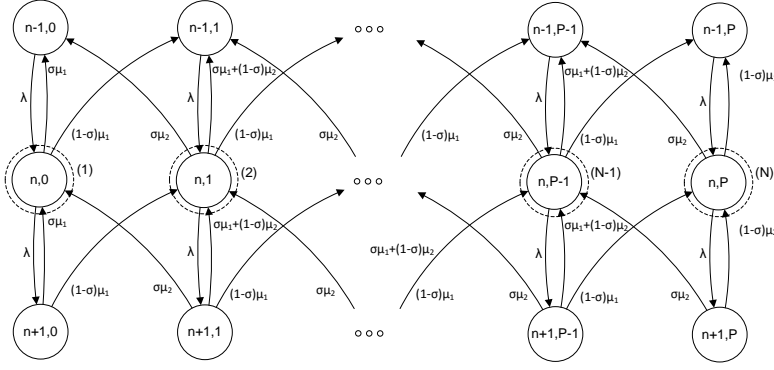 n-1,0 n-1,1 ○○○ n-1,P-1 n-1,P
σμ₁ σμ₁+(1-σ)μ₂ σμ₁+(1-σ)μ₂ (1-σ)μ
λ λ λ λ
(1-σ)μ₁ σμ₂ (1-σ)μ₁ σμ₂ (1-σ)μ₁ σμ₂ (1-σ)μ₁ σμ₂
n,0 (1) n,1 (2) ○○○ n,P-1 (N-1) n,P (N)
σμ₁ σμ₁+(1-σ)μ₂ σμ₁+(1-σ)μ₂ (1-σ)μ₂
σμ₁+(1-σ)μ₂
λ λ λ λ
(1-σ)μ₁ σμ₂ (1-σ)μ₁ σμ₂ (1-σ)μ₁ σμ₂ (1-σ)μ₁ σμ₂
n+1,0 n+1,1 ○○○ n+1,P-1 n+1,P